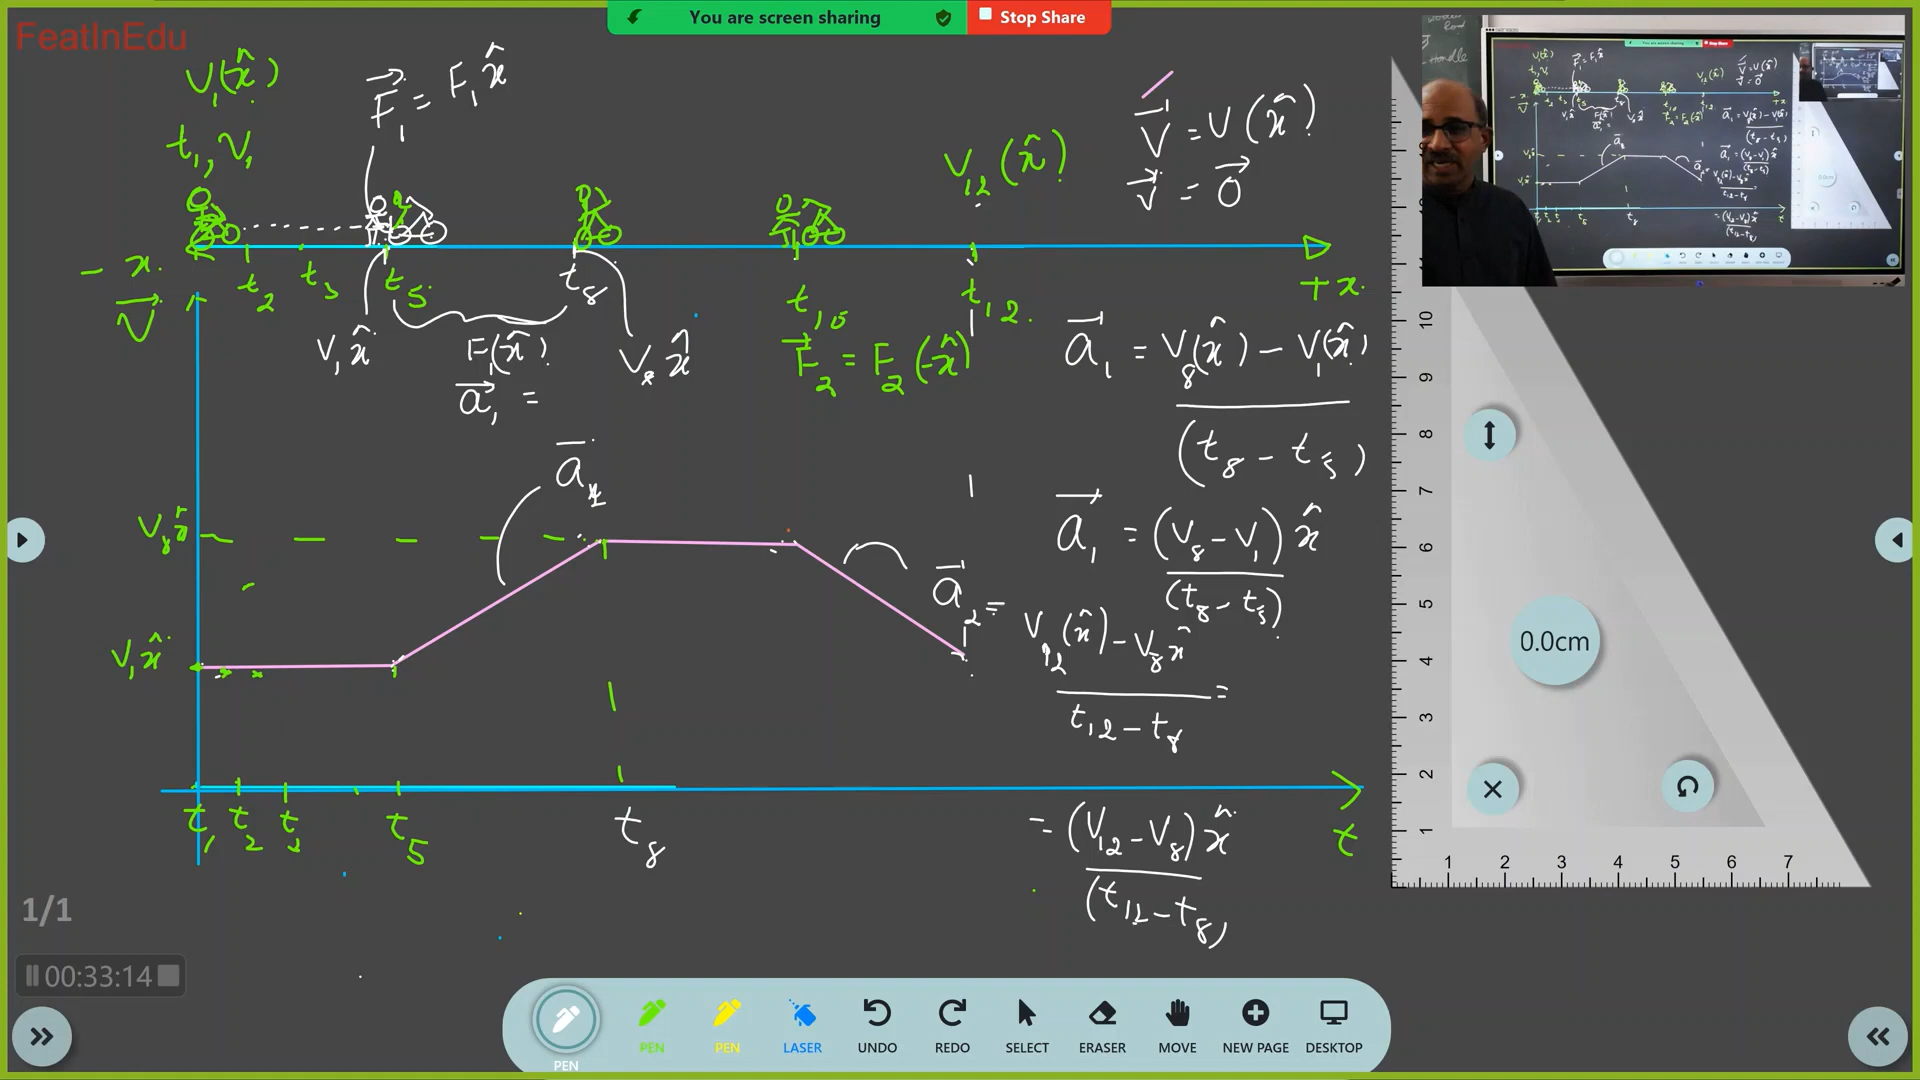 You are screen sharing
Stop Share
FeatInEdu
V₁(x̂)
t₁, V₁
F⃗₁ = F₁x̂
V⃗ = V(x̂)
V⃗ = 0⃗
V₁₂(x̂)
- x
t₂ t₃ t₅ t₈ t₁₀ t₁₂
+ x
V⃗
V₁x̂ F₁(x̂) V₈x̂
a⃗₁ =
F⃗₂ = F₂(-x̂)
a⃗₁ = V₈(x̂) - V₁(x̂)
(t₈ - t₅)
a⃗₁ = (V₈ - V₁) x̂
(t₈ - t₅)
V₈x̂
V₁x̂
a⃗₂ =
V₁₂(x̂) - V₈x̂ =
t₁₂ - t₈
= (V₁₂ - V₈) x̂
(t₁₂ - t₈)
t₁ t₂ t₃ t₅ t₈ t
10
9
8
7
6
5
4
3
2
1
1 2 3 4 5 6 7
0.0cm
1/1
00:33:14
PEN PEN PEN LASER UNDO REDO SELECT ERASER MOVE NEW PAGE DESKTOP